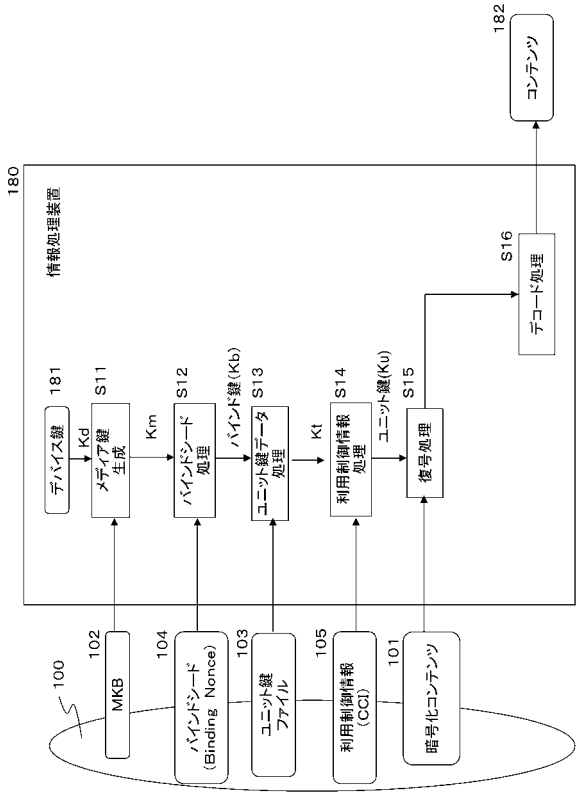 180
情報処理装置
100
102
MKB
デバイス鍵
181
Kd
メディア鍵
生成
S11
Km
104
バインドシード
(Binding Nonce)
バインドシード
処理
S12
バインド鍵(Kb)
103
ユニット鍵
ファイル
ユニット鍵データ
処理
S13
Kt
105
利用制御情報
(CCI)
利用制御情報
処理
S14
ユニット鍵(Ku)
101
暗号化コンテンツ
復号処理
S15
デコード処理
S16
コンテンツ
182